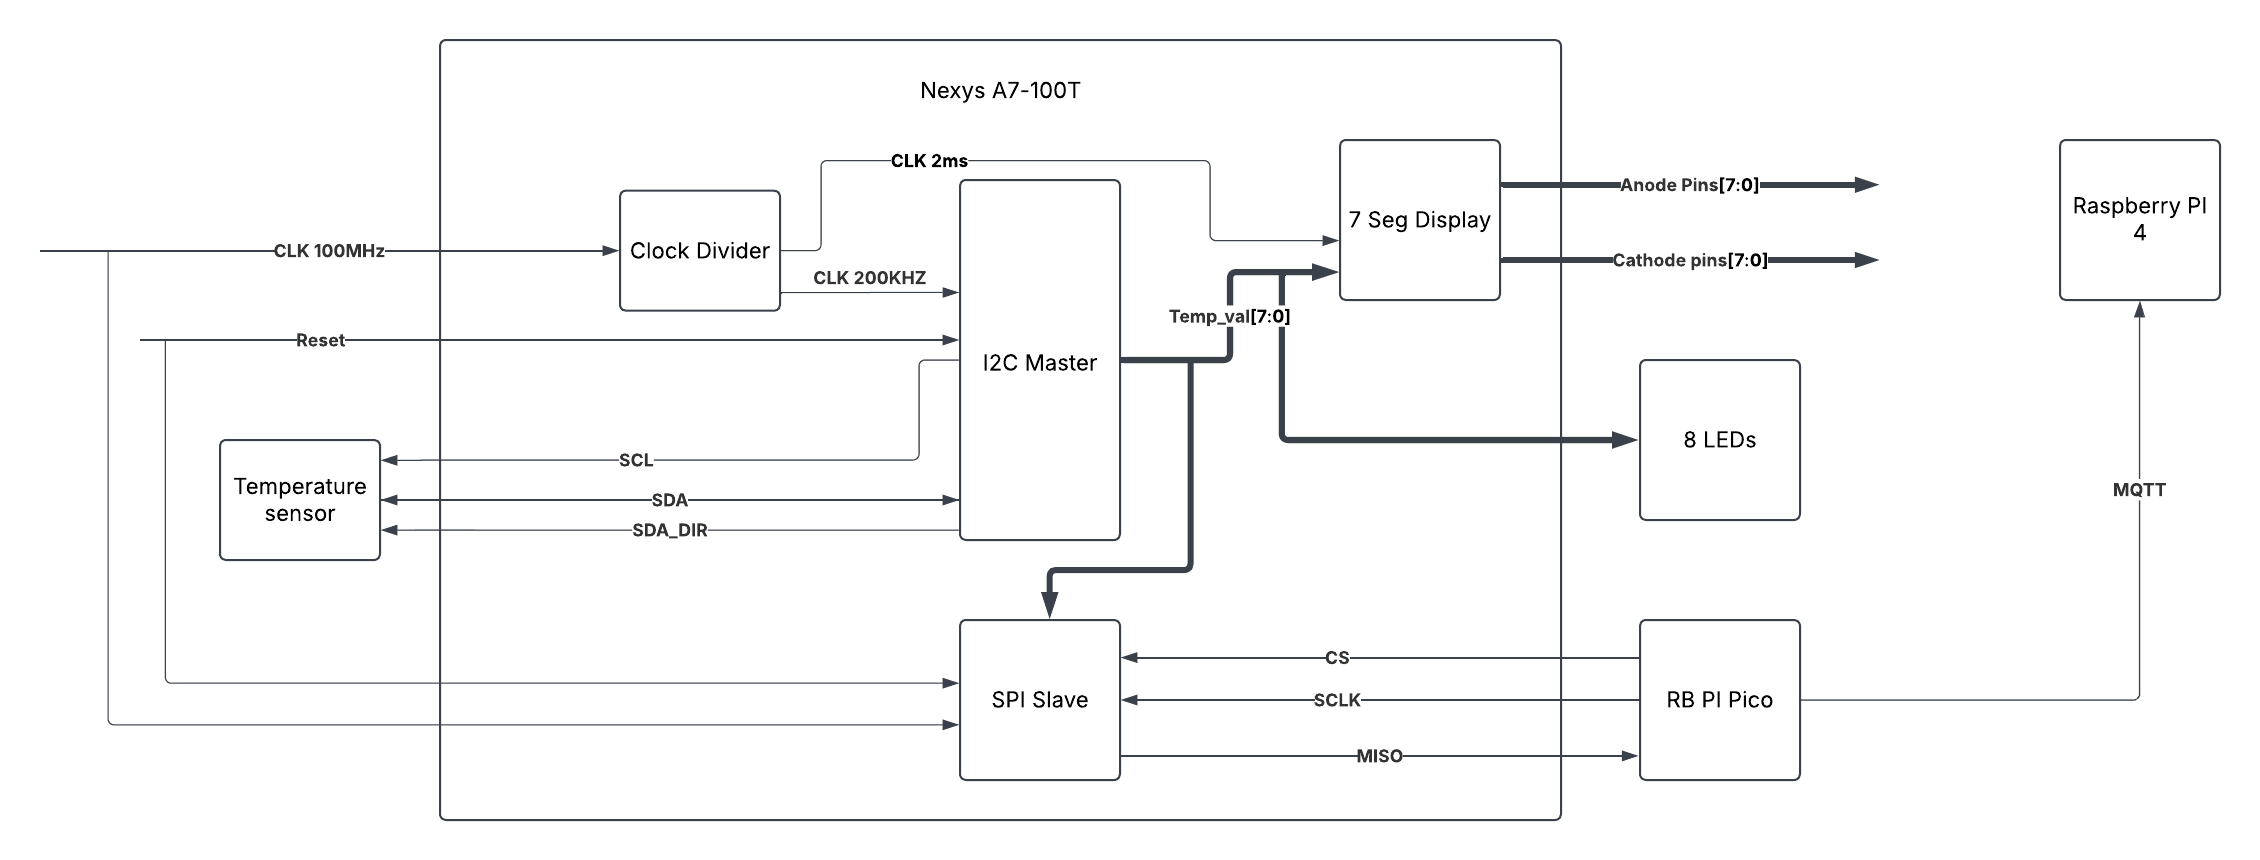 Nexys A7-100T
CLK 2ms
Anode Pins[7:0]
Raspberry PI
4
7 Seg Display
CLK 100MHz
Clock Divider
Cathode pins[7:0]
CLK 200KHZ
Temp_val[7:0]
Reset
I2C Master
8 LEDs
SCL
Temperature
sensor
SDA
MQTT
SDA_DIR
CS
SPI Slave
SCLK
RB PI Pico
MISO